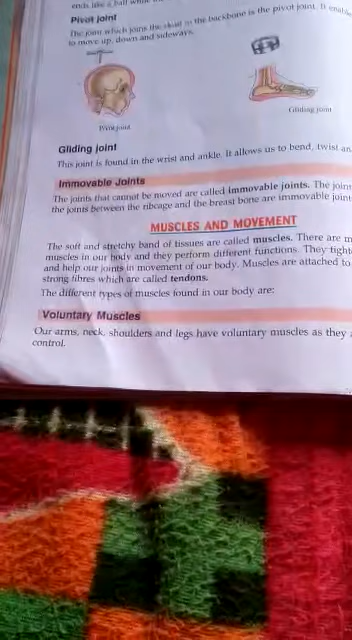 ends like a ball while
Pivot joint
The joint which joins the skull to the backbone is the pivot joint. It
to move up, down and sideways.
Pivot joint
Gliding joint
Gliding joint
This joint is found in the wrist and ankle. It allows us to bend, twist an
Immovable Joints
The joints that cannot be moved are called immovable joints. The joint
the joints between the ribcage and the breast bone are immovable joint
MUSCLES AND MOVEMENT
The soft and stretchy band of tissues are called muscles. There are m
muscles in our body and they perform different functions. They tight
and help our joints in movement of our body. Muscles are attached to
strong fibres which are called tendons.
The different types of muscles found in our body are:
Voluntary Muscles
Our arms, neck, shoulders and legs have voluntary muscles as they
control.